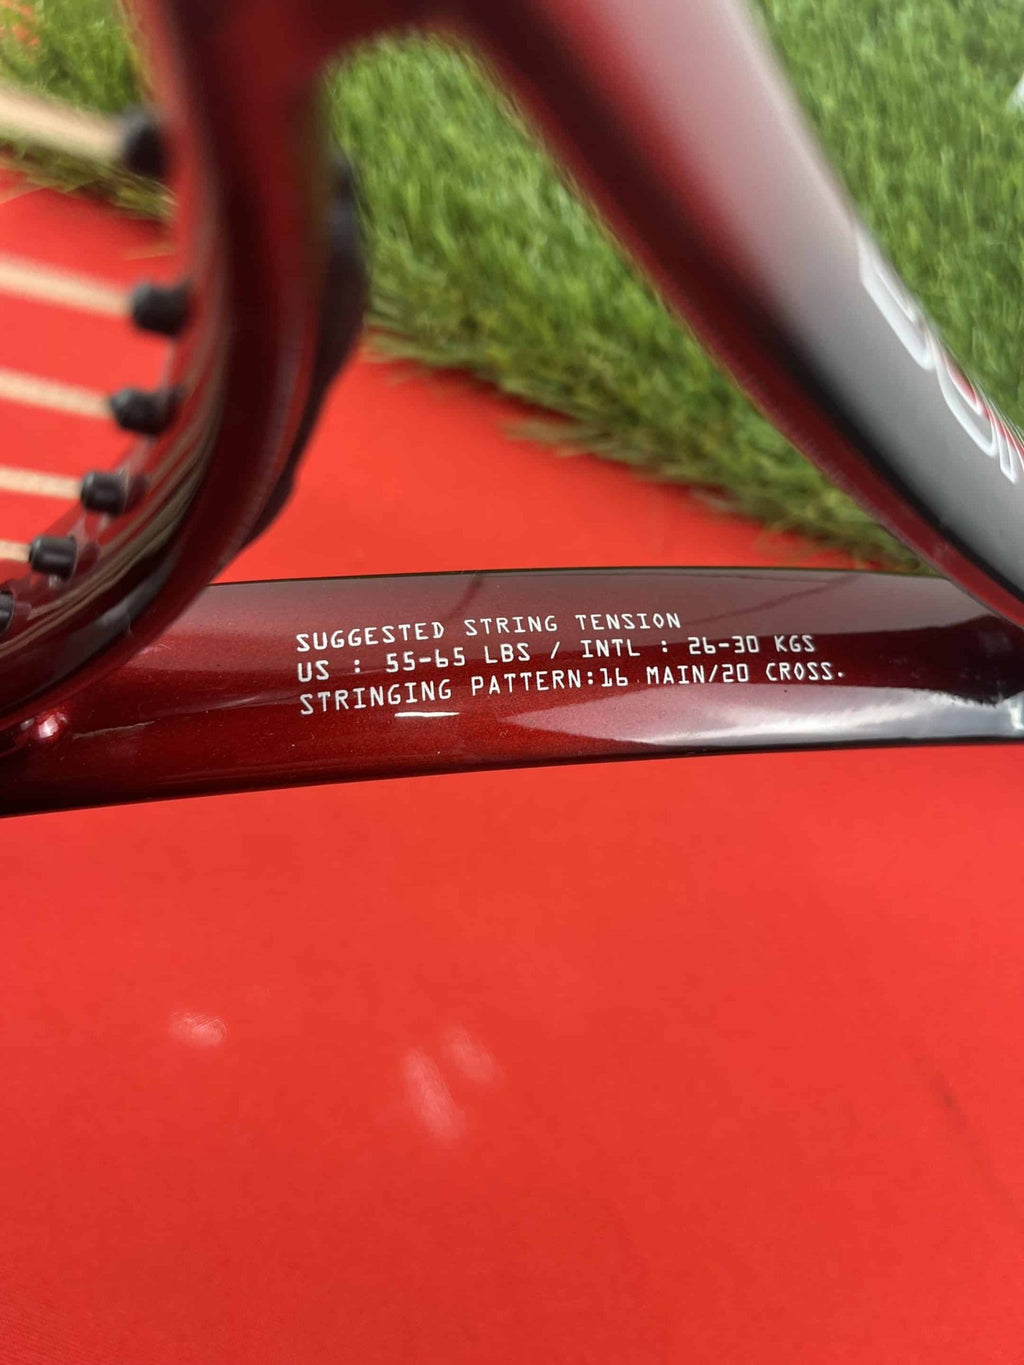 SUGGESTED STRING TENSION
US : 55-65 LBS / INTL : 26-30 KGS
STRINGING PATTERN:16 MAIN/20 CROSS.